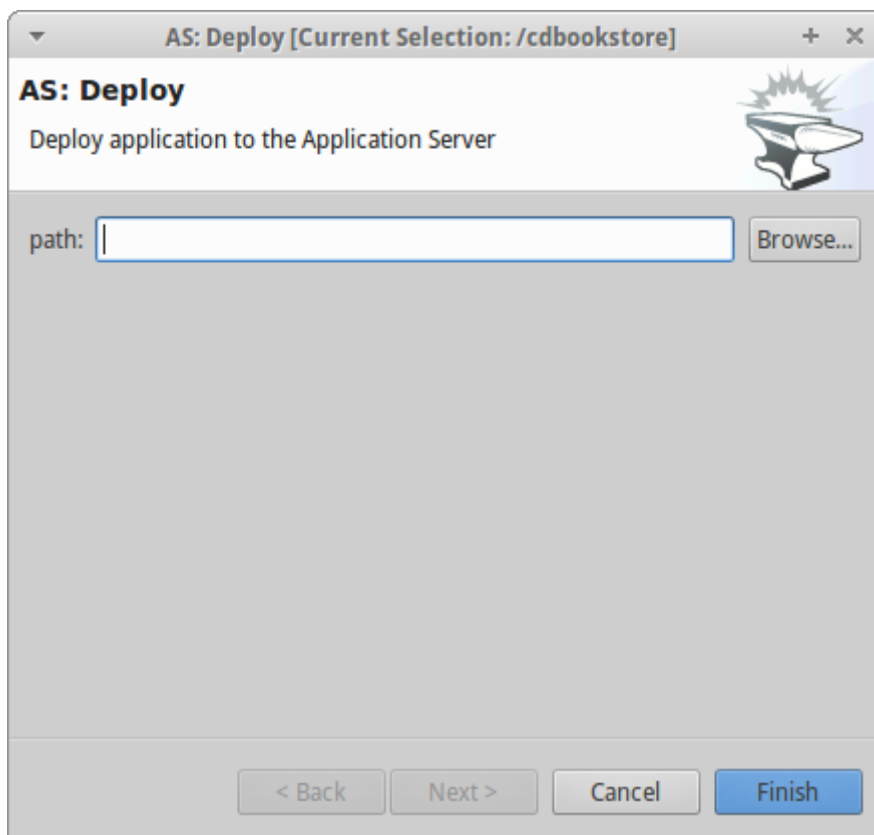 AS: Deploy [Current Selection: /cdbookstore]
AS: Deploy
Deploy application to the Application Server
path:
Browse...
< Back
Next >
Cancel
Finish